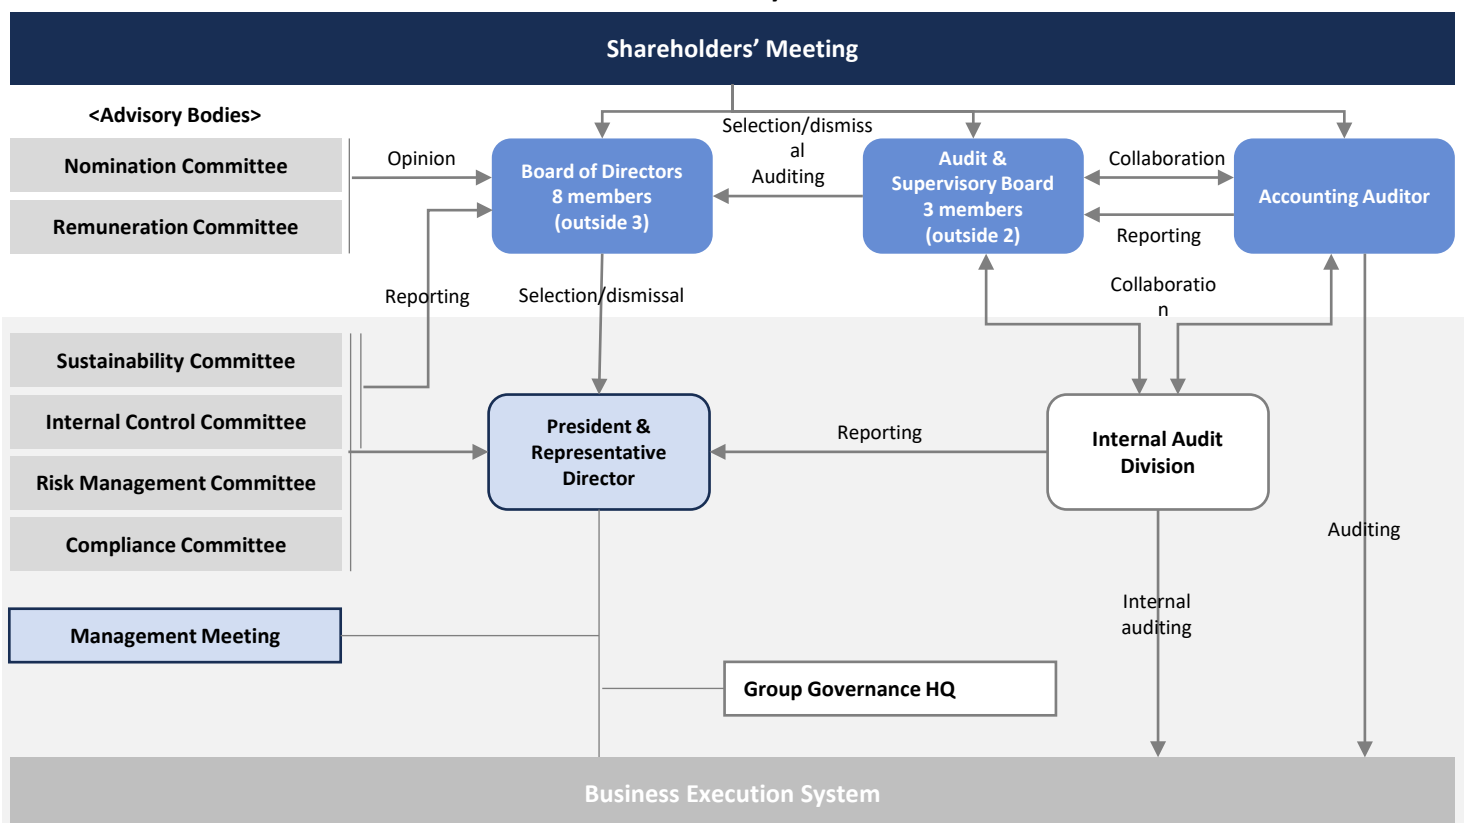 Shareholders’ Meeting
<Advisory Bodies>
Nomination Committee
Remuneration Committee
Opinion
Board of Directors
8 members
(outside 3)
Selection/dismiss
al
Auditing
Audit &
Supervisory Board
3 members
(outside 2)
Collaboration
Reporting
Accounting Auditor
Reporting
Selection/dismissal
Collaboratio
n
Sustainability Committee
Internal Control Committee
Risk Management Committee
Compliance Committee
President &
Representative
Director
Reporting
Internal Audit
Division
Auditing
Internal
auditing
Management Meeting
Group Governance HQ
Business Execution System